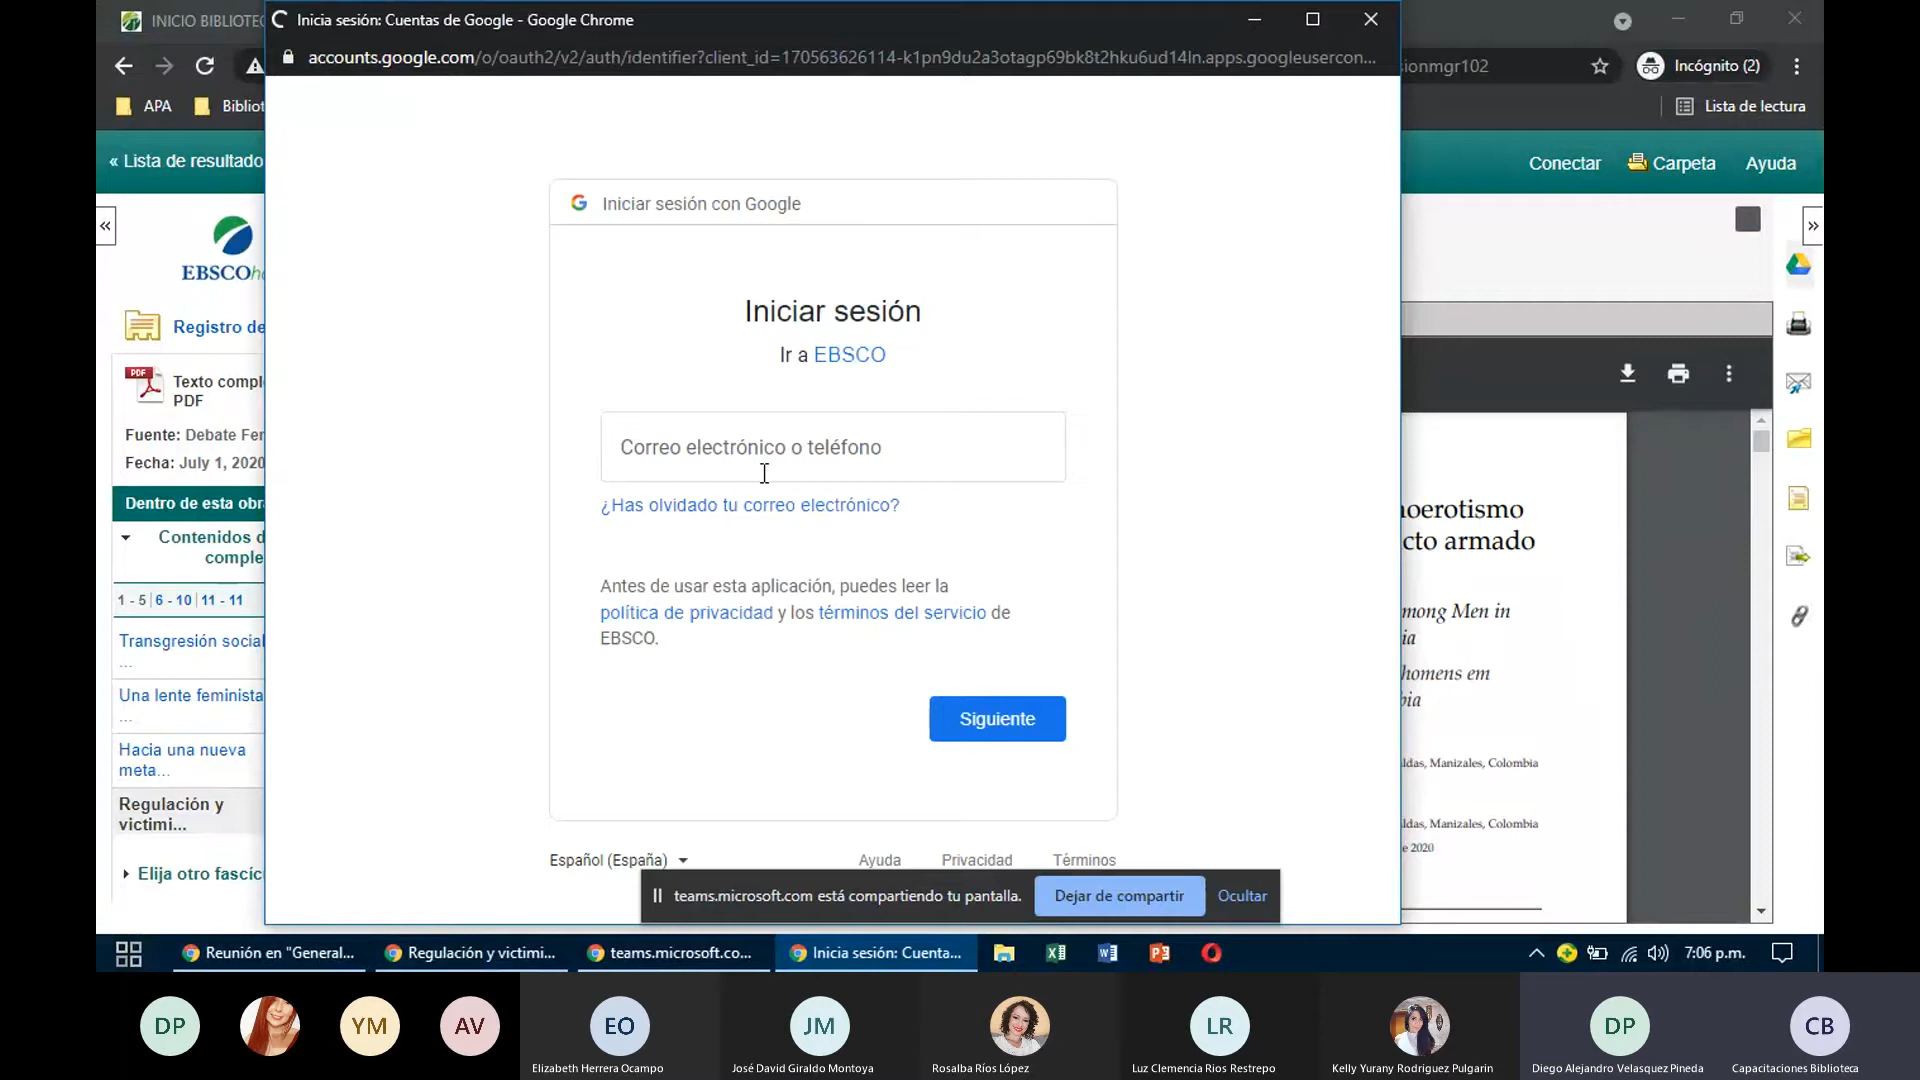 INICIO BIBLIOTEC
Inicia sesión: Cuentas de Google - Google Chrome
accounts.google.com/o/oauth2/v2/auth/identifier?client_id=170563626114-k1pn9du2a3otagp69bk8t2hku6ud14ln.apps.googleusercon...
ionmgr102
Incógnito (2)
APA
Bibliot
Lista de lectura
« Lista de resultado
Conectar
Carpeta
Ayuda
Iniciar sesión con Google
EBSCOh
Iniciar sesión
Ir a EBSCO
Registro de
PDF
Texto compl
PDF
Fuente: Debate Fer
Fecha: July 1, 2020
Correo electrónico o teléfono
¿Has olvidado tu correo electrónico?
Dentro de esta obra
Contenidos d
comple
1 - 5 | 6 - 10 | 11 - 11
Transgresión social
...
Una lente feminista
...
Hacia una nueva
meta...
Regulación y
victimi...
Elija otro fascíc
Antes de usar esta aplicación, puedes leer la
política de privacidad y los términos del servicio de
EBSCO.
Siguiente
Español (España)
Ayuda
Privacidad
Términos
noerotismo
cto armado
mong Men in
ia
homens em
bia
ldas, Manizales, Colombia
ldas, Manizales, Colombia
e 2020
teams.microsoft.com está compartiendo tu pantalla.
Dejar de compartir
Ocultar
Reunión en "General...
Regulación y victimi...
teams.microsoft.co...
Inicia sesión: Cuenta...
7:06 p.m.
DP
YM
AV
EO
JM
LR
DP
CB
Elizabeth Herrera Ocampo
José David Giraldo Montoya
Rosalba Ríos López
Luz Clemencia Rios Restrepo
Kelly Yurany Rodriguez Pulgarin
Diego Alejandro Velasquez Pineda
Capacitaciones Biblioteca